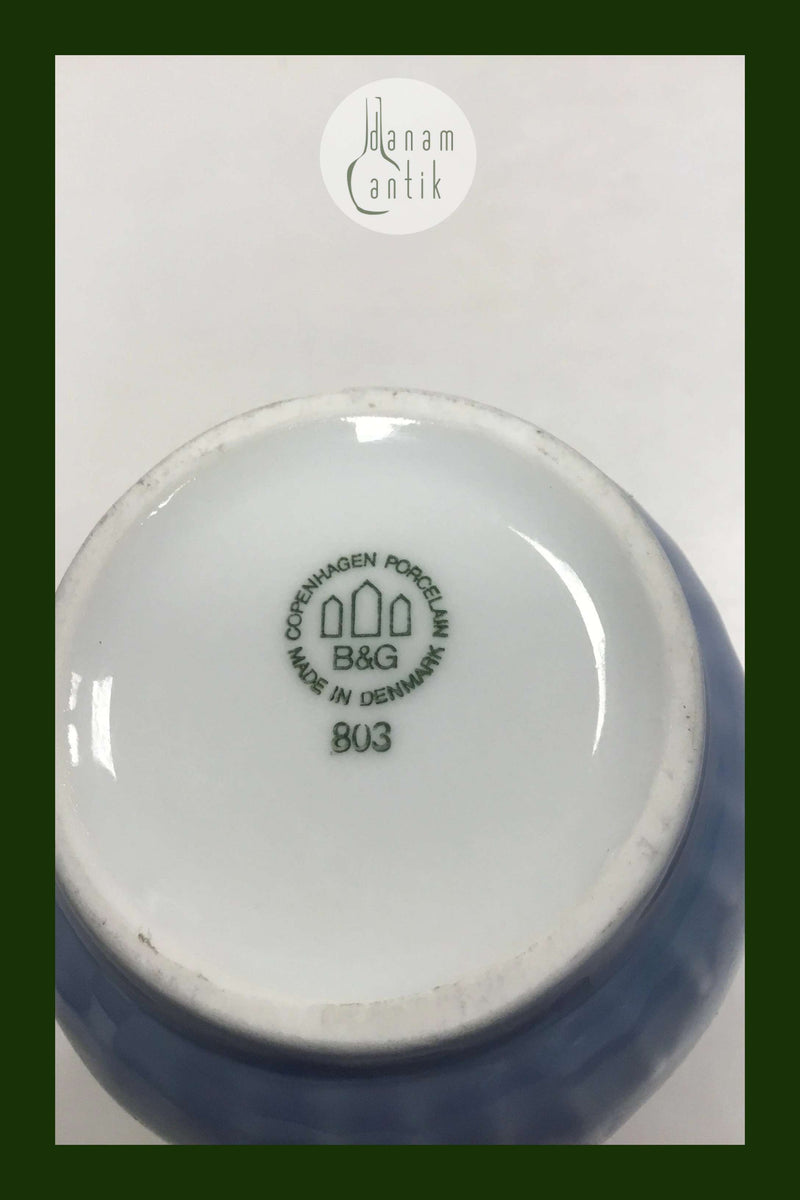 danam
antik
COPENHAGEN PORCELAIN
B&G
MADE IN DENMARK
803